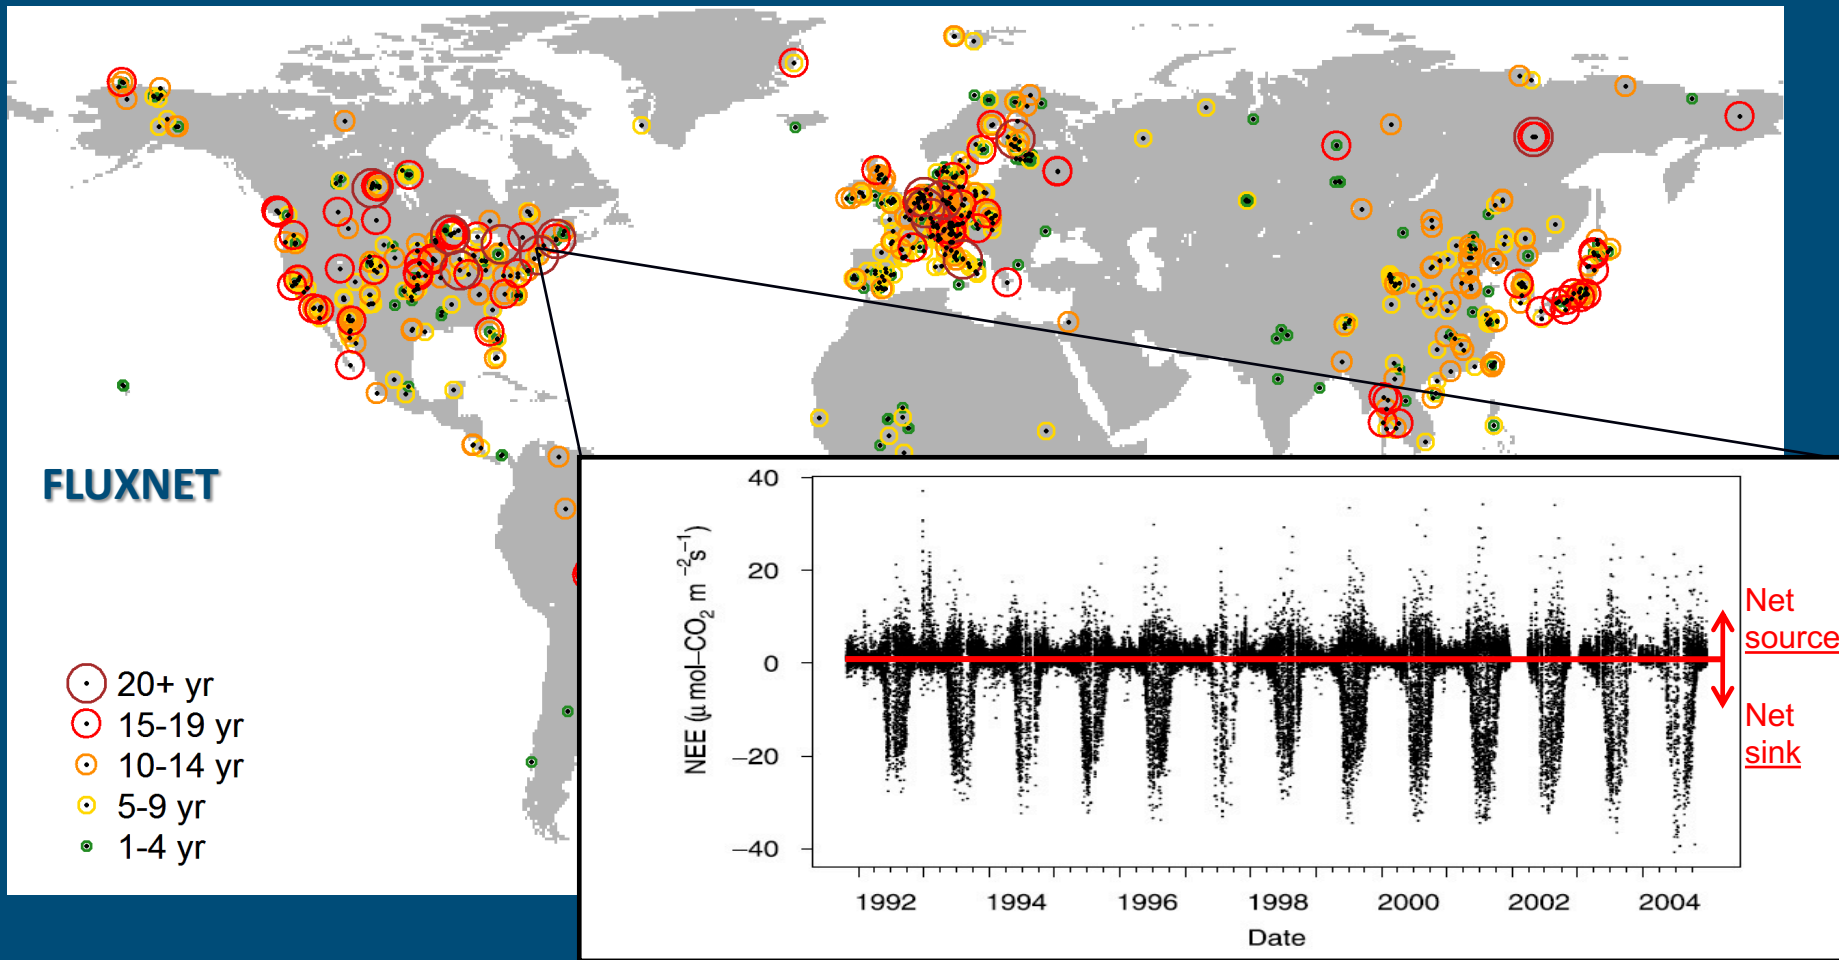 FLUXNET
20+ yr
15-19 yr
10-14 yr
5-9 yr
1-4 yr
NEE (μ mol–CO₂ m⁻²s⁻¹)
40
20
0
−20
−40
1992 1994 1996 1998 2000 2002 2004
Date
Net
source
Net
sink